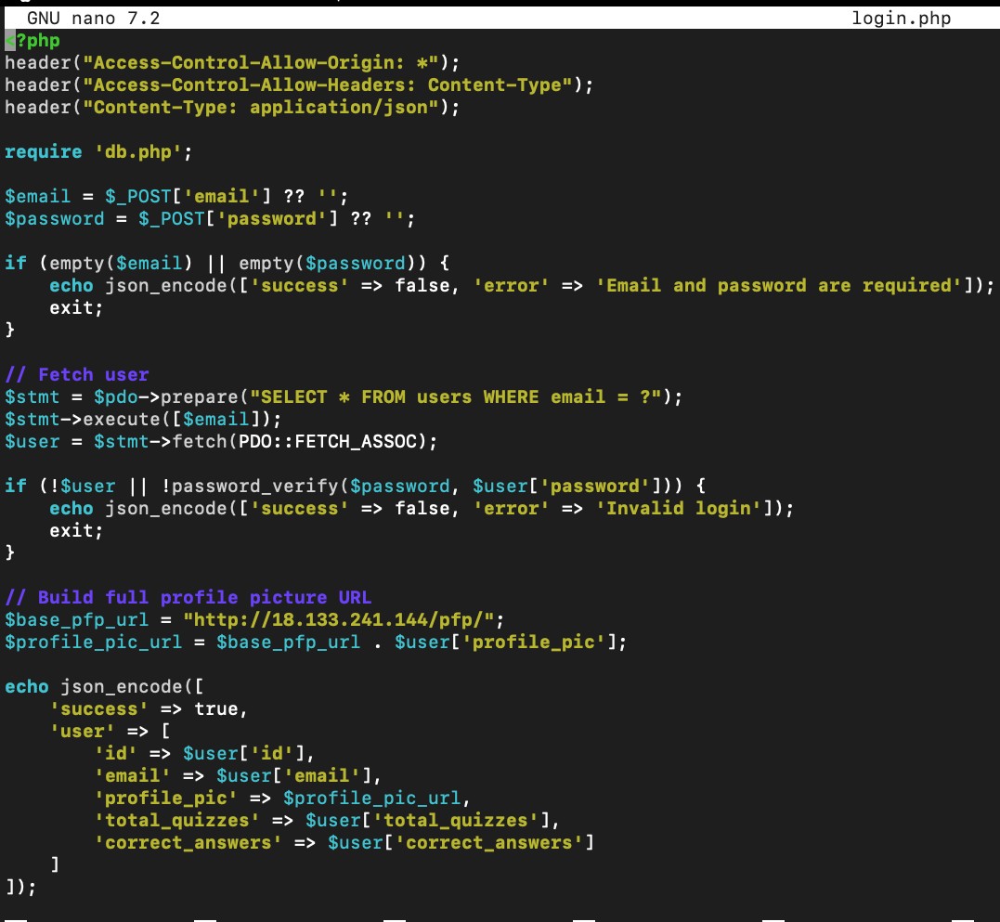 GNU nano 7.2 login.php
<?php
header("Access-Control-Allow-Origin: *");
header("Access-Control-Allow-Headers: Content-Type");
header("Content-Type: application/json");
require 'db.php';
$email = $_POST['email'] ?? '';
$password = $_POST['password'] ?? '';
if (empty($email) || empty($password)) {
    echo json_encode(['success' => false, 'error' => 'Email and password are required']);
    exit;
}
// Fetch user
$stmt = $pdo->prepare("SELECT * FROM users WHERE email = ?");
$stmt->execute([$email]);
$user = $stmt->fetch(PDO::FETCH_ASSOC);
if (!$user || !password_verify($password, $user['password'])) {
    echo json_encode(['success' => false, 'error' => 'Invalid login']);
    exit;
}
// Build full profile picture URL
$base_pfp_url = "http://18.133.241.144/pfp/";
$profile_pic_url = $base_pfp_url . $user['profile_pic'];
echo json_encode([
    'success' => true,
    'user' => [
        'id' => $user['id'],
        'email' => $user['email'],
        'profile_pic' => $profile_pic_url,
        'total_quizzes' => $user['total_quizzes'],
        'correct_answers' => $user['correct_answers']
    ]
]);